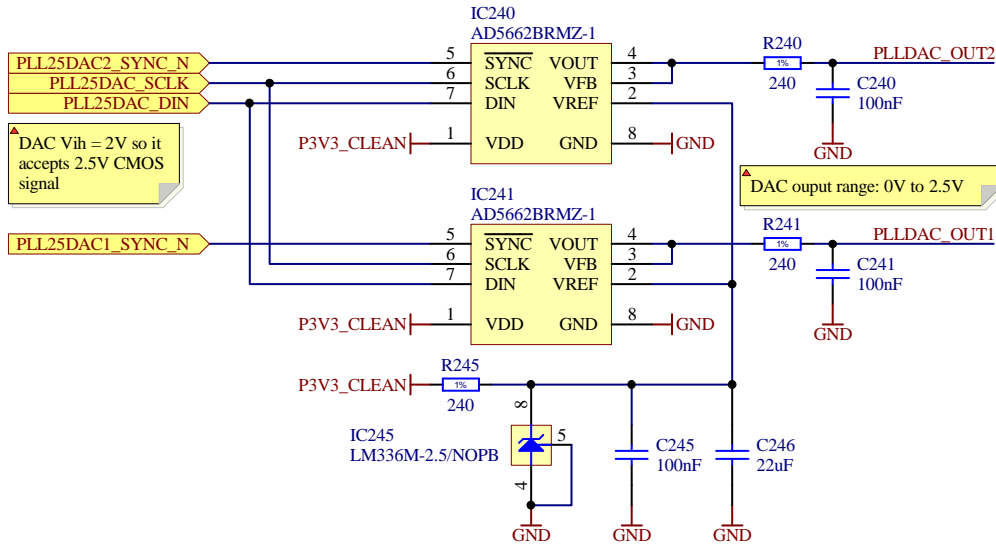 IC240
AD5662BRMZ-1
PLL25DAC2_SYNC_N
PLL25DAC_SCLK
PLL25DAC_DIN
5 SYNC VOUT 4
6 SCLK VFB 3
7 DIN VREF 2
P3V3_CLEAN 1 VDD GND 8 GND
R240
1%
240
PLLDAC_OUT2
C240
100nF
GND
DAC Vih = 2V so it
accepts 2.5V CMOS
signal
DAC ouput range: 0V to 2.5V
IC241
AD5662BRMZ-1
PLL25DAC1_SYNC_N
5 SYNC VOUT 4
6 SCLK VFB 3
7 DIN VREF 2
P3V3_CLEAN 1 VDD GND 8 GND
R241
1%
240
PLLDAC_OUT1
C241
100nF
GND
P3V3_CLEAN
R245
1%
240
IC245
LM336M-2.5/NOPB
8
5
4
GND
C245
100nF
GND
C246
22uF
GND